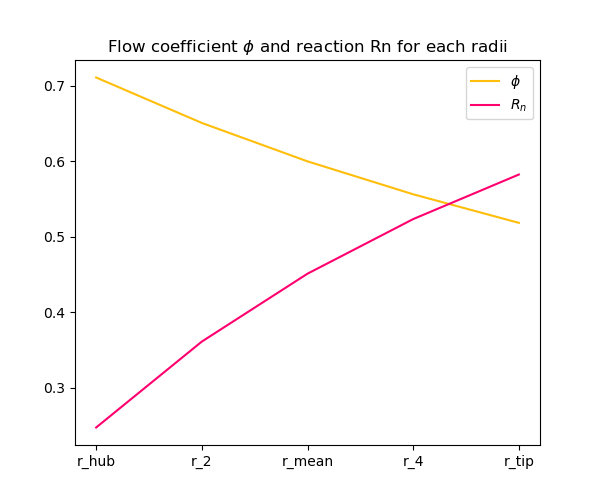 Flow coefficient ϕ and reaction Rn for each radii
ϕ
Rₙ
0.7
0.6
0.5
0.4
0.3
r_hub r_2 r_mean r_4 r_tip